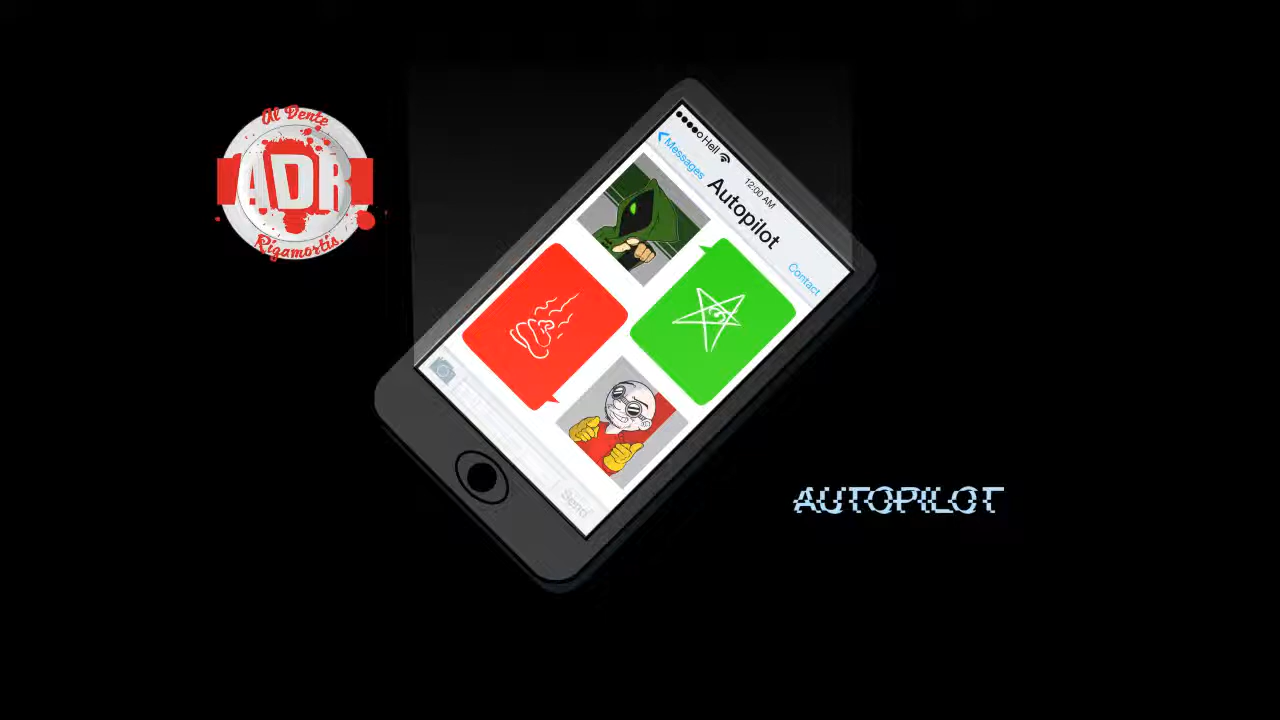 Al Dente
ADR
Rigamortis.
Hell
12:00 AM
Messages
Autopilot
Contact
Send
AUTOPILOT